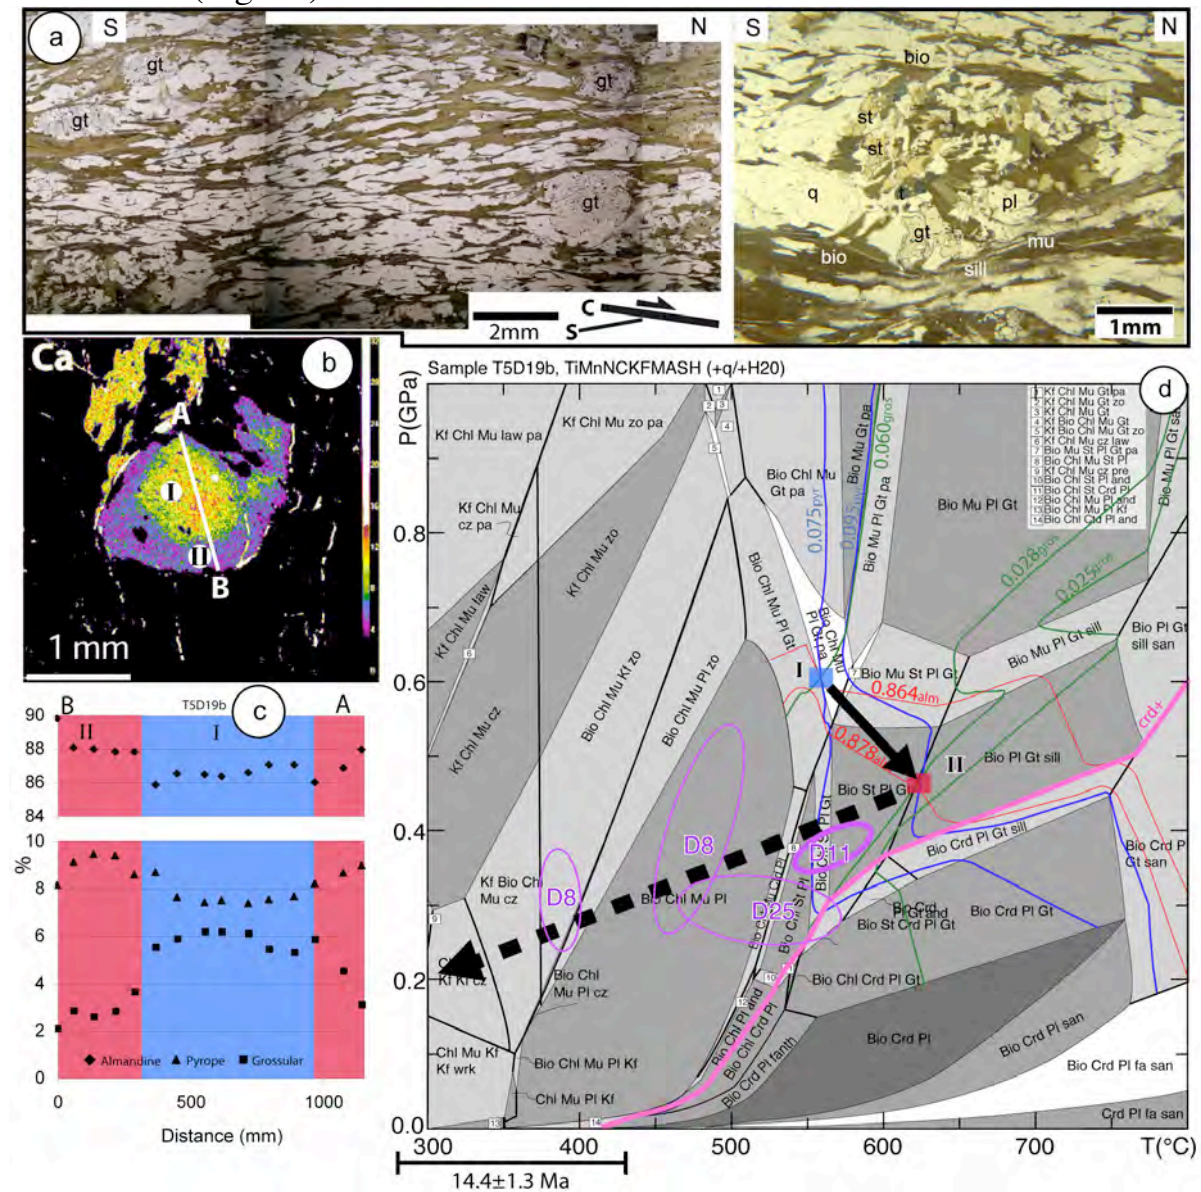 a
S
N
S
N
gt
gt
gt
gt
bio
st
st
q
t
pl
gt
mu
bio
sill
C
S
2mm
1mm
Ca
b
A
I
II
B
1 mm
Sample T5D19b, TiMnNCKFMASH (+q/+H20)
d
P(GPa)
1 Kf Chl Mu Gt pa
2 Kf Chl Mu Gt zo
3 Kf Chl Mu Gt
4 Kf Bio Chl Mu Gt
5 Kf Bio Chl Mu Gt zo
6 Kf Chl Mu cz law
7 Bio Mu St Pl Gt pa
8 Bio Chl Mu St Pl
9 Kf Chl Mu cz pre
10 Bio Chl St Pl and
11 Bio Chl St Crd Pl
12 Bio Chl Mu Pl and
13 Bio Chl Mu Pl Kf
14 Bio Chl Crd Pl and
Kf Chl Mu law pa
Kf Chl Mu zo pa
Kf Chl Mu
cz pa
Kf Chl Mu zo
Kf Chl Mu law
Kf Chl Mu cz
Bio Chl Mu Kf zo
Bio Chl Mu Pl zo
Bio Chl Mu
Gt pa
Bio Mu Gt pa
Bio Mu Pl Gt pa
Bio Mu Pl Gt
0.075pyr
0.095pyr
0.060gros
0.028gros
0.025gros
Bio Chl Mu Pl Gt
Bio Chl Mu
Pl Gt pa
Bio Mu St Pl Gt
Bio Mu Pl Gt sill
Bio Pl Gt
sill san
0.864alm
I
II
Bio St Pl Gt
Bio Pl Gt sill
crd+
Bio Crd Pl Gt sill
Bio Crd Pl
Gt san
D8
D8
D11
D25
Kf Bio Chl
Mu cz
Bio Chl Mu Pl
Bio Chl
Mu Pl cz
Bio St Crd Pl Gt
Bio Crd Pl Gt
Bio Chl Crd Pl Gt
Bio Chl Pl and
Bio Chl Crd Pl
Bio Crd Pl fanth
Bio Crd Pl
Bio Crd Pl san
Bio Crd Pl fa san
Crd Pl fa san
Chl Mu Kf
Kf wrk
Bio Chl Mu Pl Kf
Chl Mu Pl Kf
0.8
0.6
0.4
0.2
0.0
300
400
500
600
700
T(°C)
14.4±1.3 Ma
B
T5D19b
c
A
II
I
90
88
86
84
10
%
8
6
4
2
0
Almandine
Pyrope
Grossular
0
500
1000
Distance (mm)